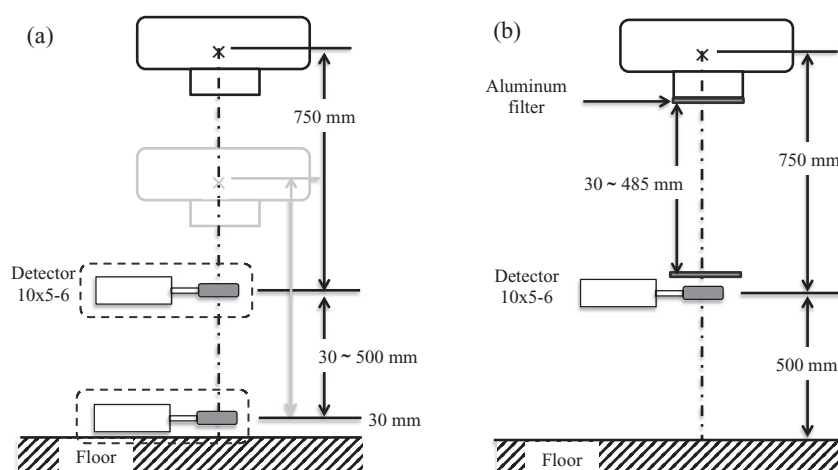 (a)
750 mm
Detector
10x5-6
30 ~ 500 mm
30 mm
Floor
(b)
Aluminum
filter
750 mm
30 ~ 485 mm
Detector
10x5-6
500 mm
Floor